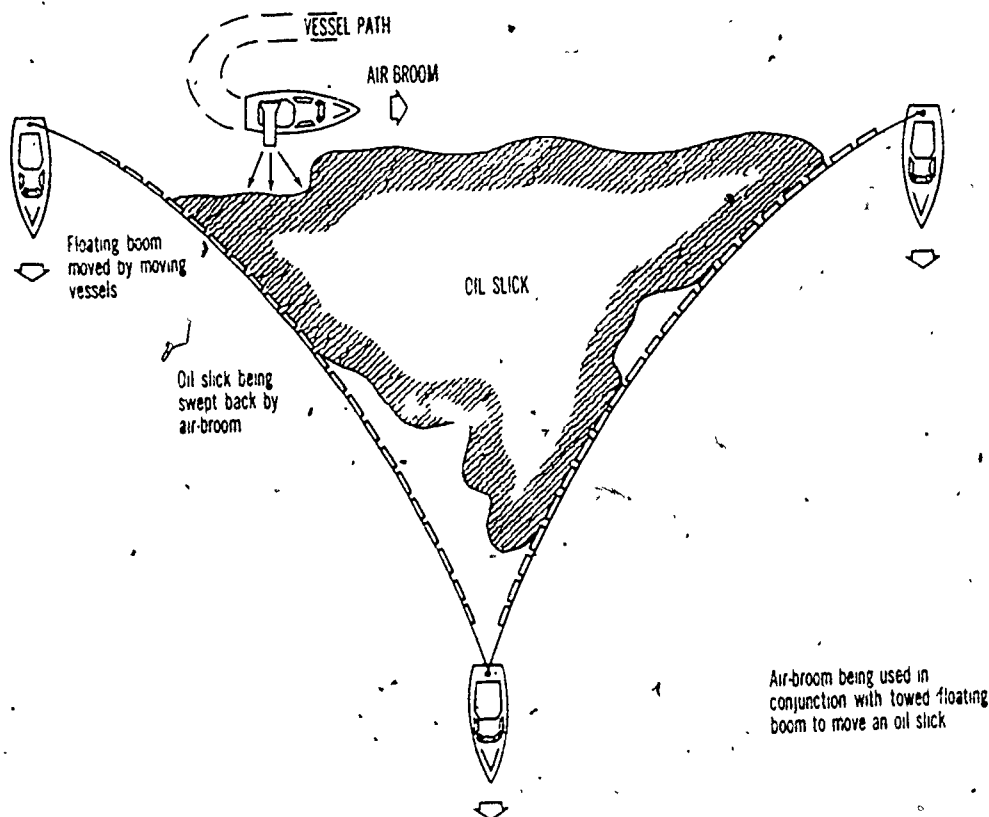 VESSEL PATH
AIR BROOM
Floating boom
moved by moving
vessels
OIL SLICK
Oil slick being
swept back by
air-broom
Air-broom being used in
conjunction with towed floating
boom to move an oil slick